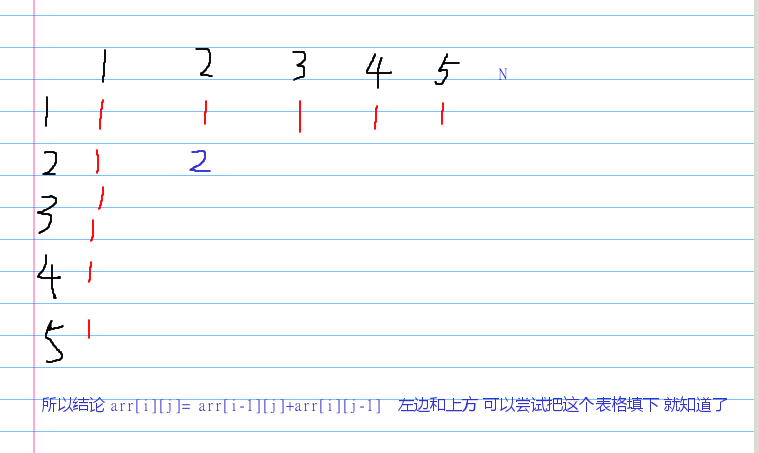 1 2 3 4 5 N
1 1 1 1 1 1
2 1 2
3 1 1
4 1
5 1
所以结论 arr[i][j]= arr[i-1][j]+arr[i][j-1] 左边和上方 可以尝试把这个表格填下 就知道了